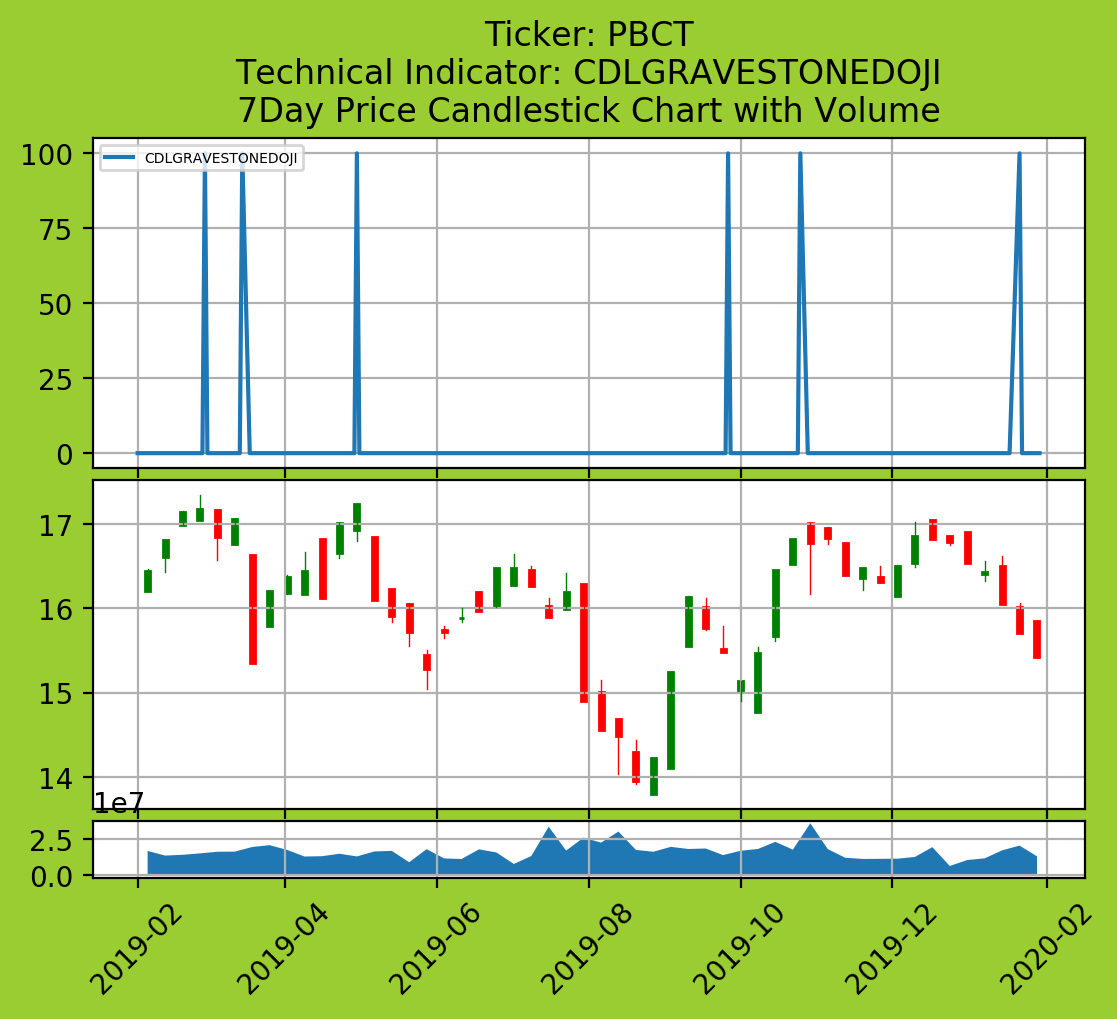 Ticker: PBCT
Technical Indicator: CDLGRAVESTONEDOJI
7Day Price Candlestick Chart with Volume
CDLGRAVESTONEDOJI
100
75
50
25
0
17
16
15
14
1e7
2.5
0.0
2019-02 2019-04 2019-06 2019-08 2019-10 2019-12 2020-02